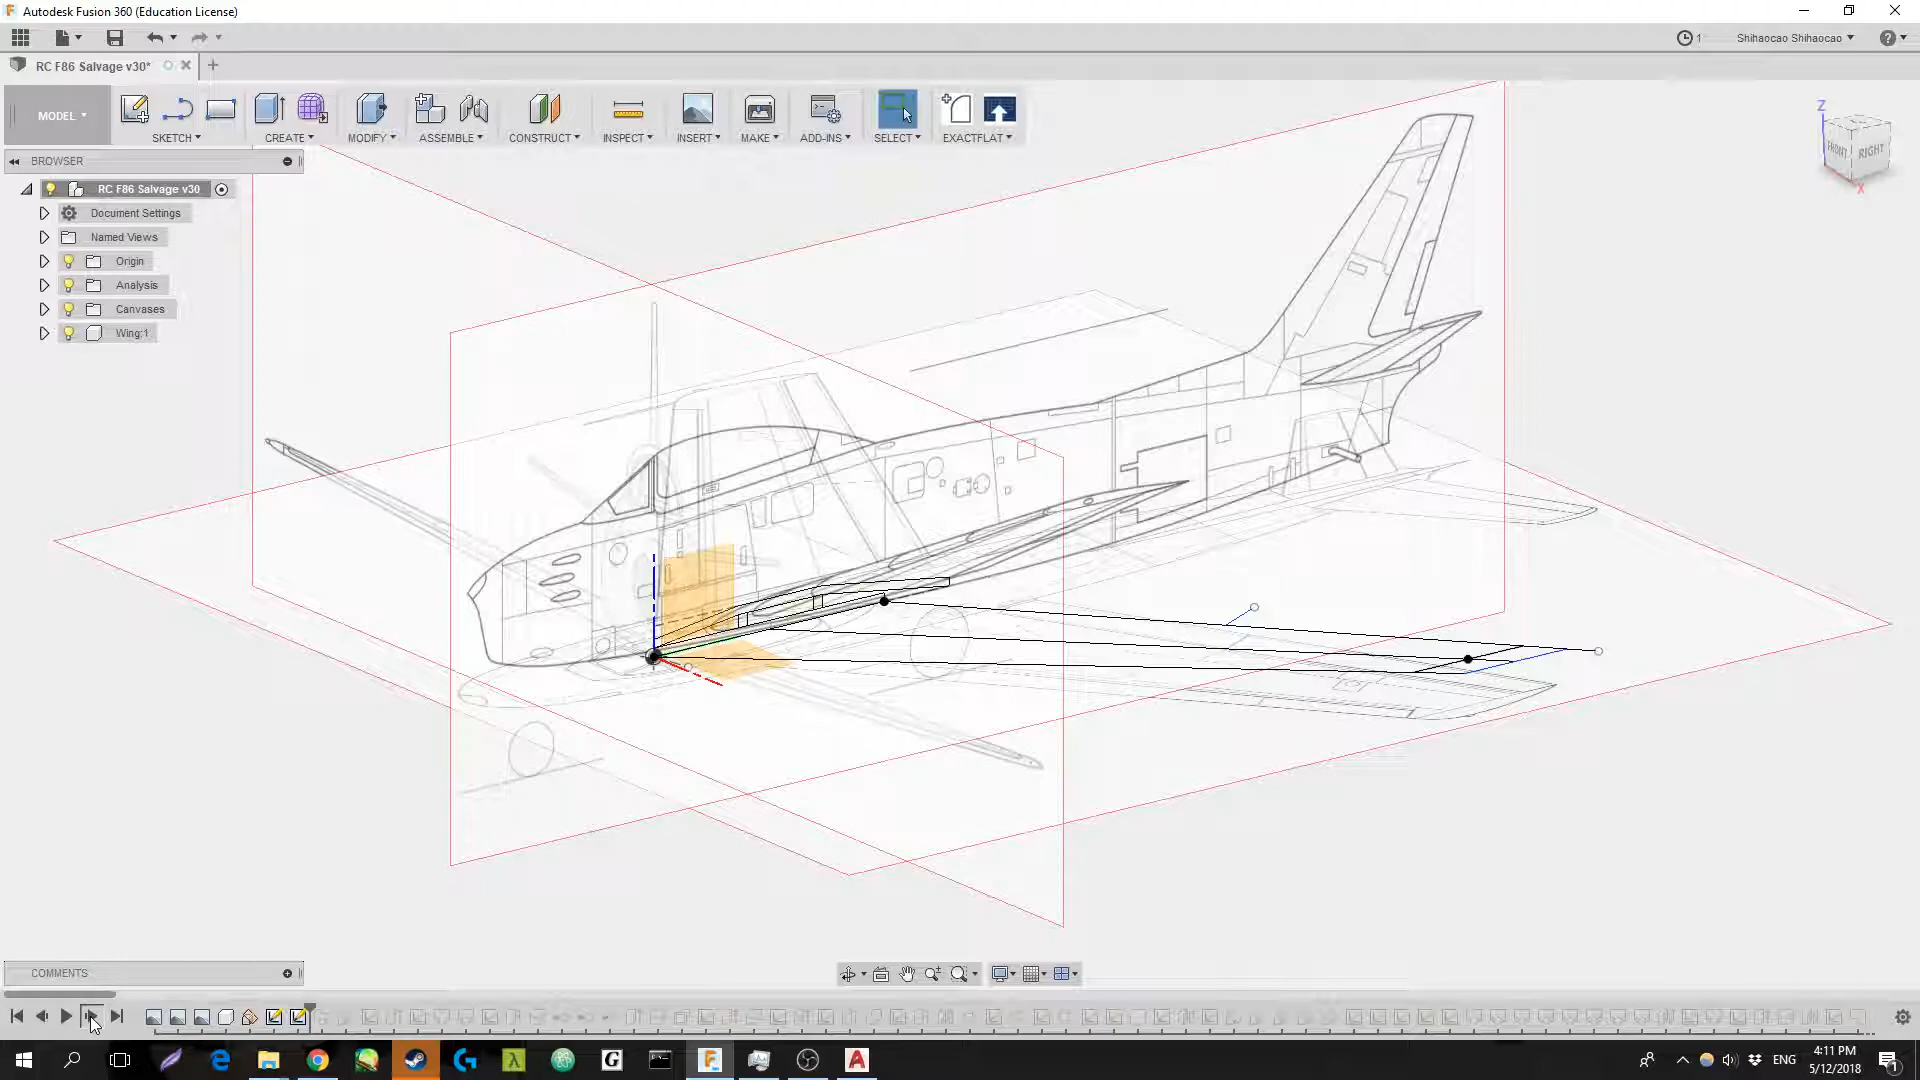 Autodesk Fusion 360 (Education License)
1
Shihaocao Shihaocao
RC F86 Salvage v30*
MODEL
SKETCH
CREATE
MODIFY
ASSEMBLE
CONSTRUCT
INSPECT
INSERT
MAKE
ADD-INS
SELECT
EXACTFLAT
BROWSER
RC F86 Salvage v30
Document Settings
Named Views
Origin
Analysis
Canvases
Wing:1
Z
FRONT
RIGHT
X
COMMENTS
ENG
4:11 PM
5/12/2018
1